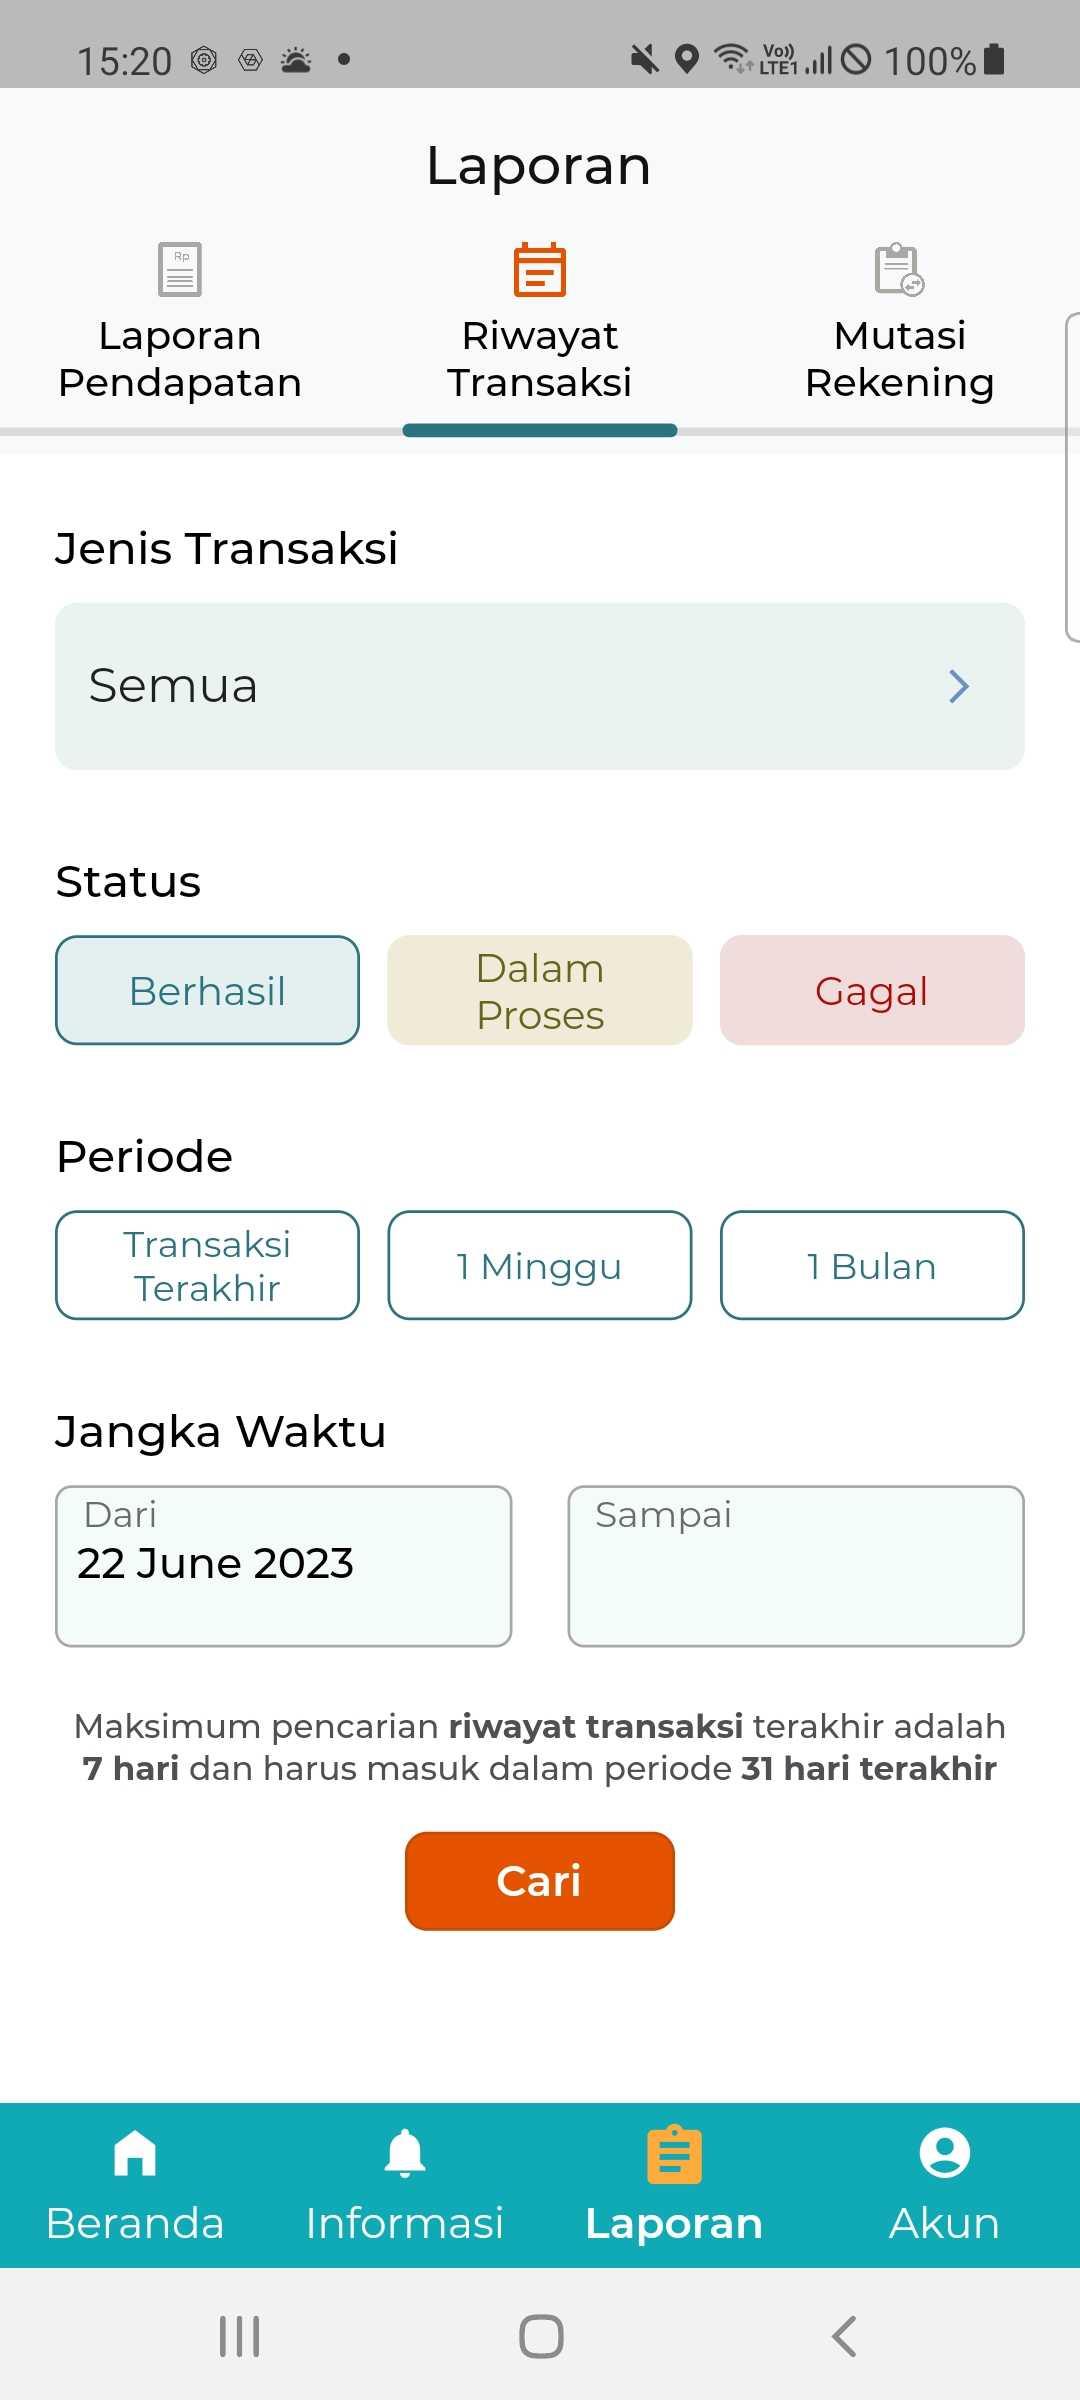 15:20
Vo))
LTE1
100%
Laporan
Rp
Laporan
Pendapatan
Riwayat
Transaksi
Mutasi
Rekening
Jenis Transaksi
Semua
Status
Berhasil
Dalam
Proses
Gagal
Periode
Transaksi
Terakhir
1 Minggu
1 Bulan
Jangka Waktu
Dari
22 June 2023
Sampai
Maksimum pencarian riwayat transaksi terakhir adalah
7 hari dan harus masuk dalam periode 31 hari terakhir
Cari
Beranda
Informasi
Laporan
Akun